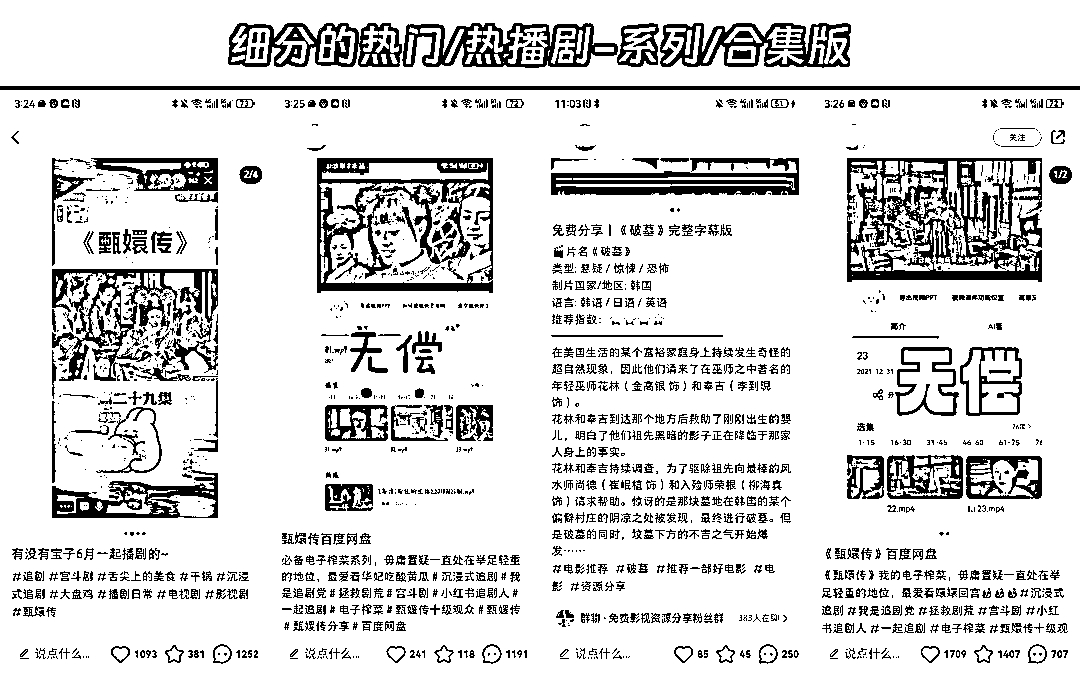 细分的热门/热播剧-系列/合集版
3:24
73
2/4
《甄嬛传》
二十九集
有没有宝子6月一起播剧的~
#追剧 #宫斗剧 #舌尖上的美食 #干锅 #沉浸
式追剧 #大盘鸡 #播剧日常 #电视剧 #影视剧
#甄嬛传
说点什么...
1093
381
1252
3:25
72
无偿
甄嬛传百度网盘
必备电子榨菜系列，毋庸置疑一直处在举足轻重
的地位，最爱看华妃吃酸黄瓜 #沉浸式追剧 #我
是追剧党 #拯救剧荒 #宫斗剧 #小红书追剧人 #
一起追剧 #电子榨菜 #甄嬛传十级观众 #甄嬛传
#甄嬛传分享 #百度网盘
说点什么...
241
118
1191
11:03
51
免费分享丨《破墓》完整字幕版
片名《破墓》
类型: 悬疑 / 惊悚 / 恐怖
制片国家/地区: 韩国
语言: 韩语 / 日语 / 英语
推荐指数:
在美国生活的某个富裕家庭身上持续发生奇怪的
超自然现象，因此他们请来了在巫师之中著名的
年轻巫师花林（金高银 饰）和奉吉（李到晛
饰）。
花林和奉吉到达那个地方后救助了刚刚出生的婴
儿，明白了他们祖先黑暗的影子正在降临于那家
人身上的事实。
花林和奉吉持续调查，为了驱除祖先向最棒的风
水师尚德（崔岷植 饰）和入殓师荣根（柳海真
饰）请求帮助。惊讶的是那块墓地在韩国的某个
偏僻村庄的阴凉之处被发现，最终进行破墓。但
是破墓的同时，坟墓下方的不吉之气开始爆
发……
#电影推荐 #破墓 #推荐一部好电影 #电
影 #资源分享
群聊·免费影视资源分享粉丝群
383人在聊
说点什么...
85
45
250
3:26
72
关注
1/2
简介
23
2021 12 31
无偿
选集
1-15 16-30 31-45 46-60 61-75 76
22.mp4
23.mp4
《甄嬛传》百度网盘
《甄嬛传》我的电子榨菜，毋庸置疑一直处在举
足轻重的地位，最爱看嬛嬛回宫 #沉浸式
追剧 #我是追剧党 #拯救剧荒 #宫斗剧 #小红
书追剧人 #一起追剧 #电子榨菜 #甄嬛传十级观
说点什么...
1709
1407
707